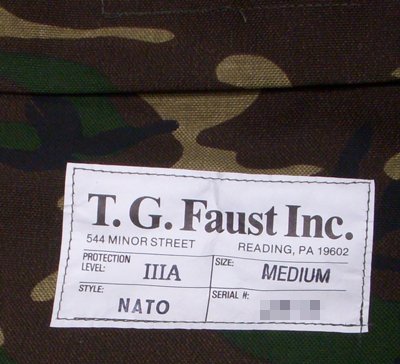 T. G. Faust Inc.
544 MINOR STREET READING, PA 19602
PROTECTION LEVEL: IIIA SIZE: MEDIUM
STYLE: NATO SERIAL #: